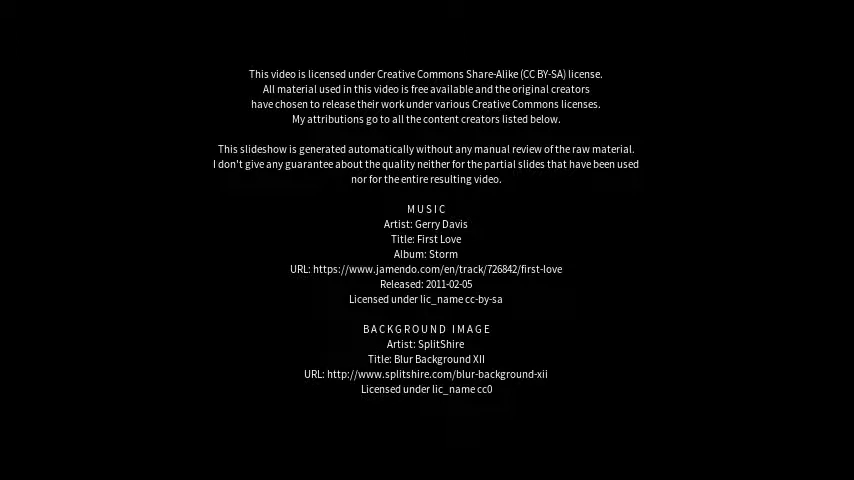 This video is licensed under Creative Commons Share-Alike (CC BY-SA) license.
All material used in this video is free available and the original creators
have chosen to release their work under various Creative Commons licenses.
My attributions go to all the content creators listed below.
This slideshow is generated automatically without any manual review of the raw material.
I don't give any guarantee about the quality neither for the partial slides that have been used
nor for the entire resulting video.
MUSIC
Artist: Gerry Davis
Title: First Love
Album: Storm
URL: https://www.jamendo.com/en/track/726842/first-love
Released: 2011-02-05
Licensed under lic_name cc-by-sa
BACKGROUND IMAGE
Artist: SplitShire
Title: Blur Background XII
URL: http://www.splitshire.com/blur-background-xii
Licensed under lic_name cc0